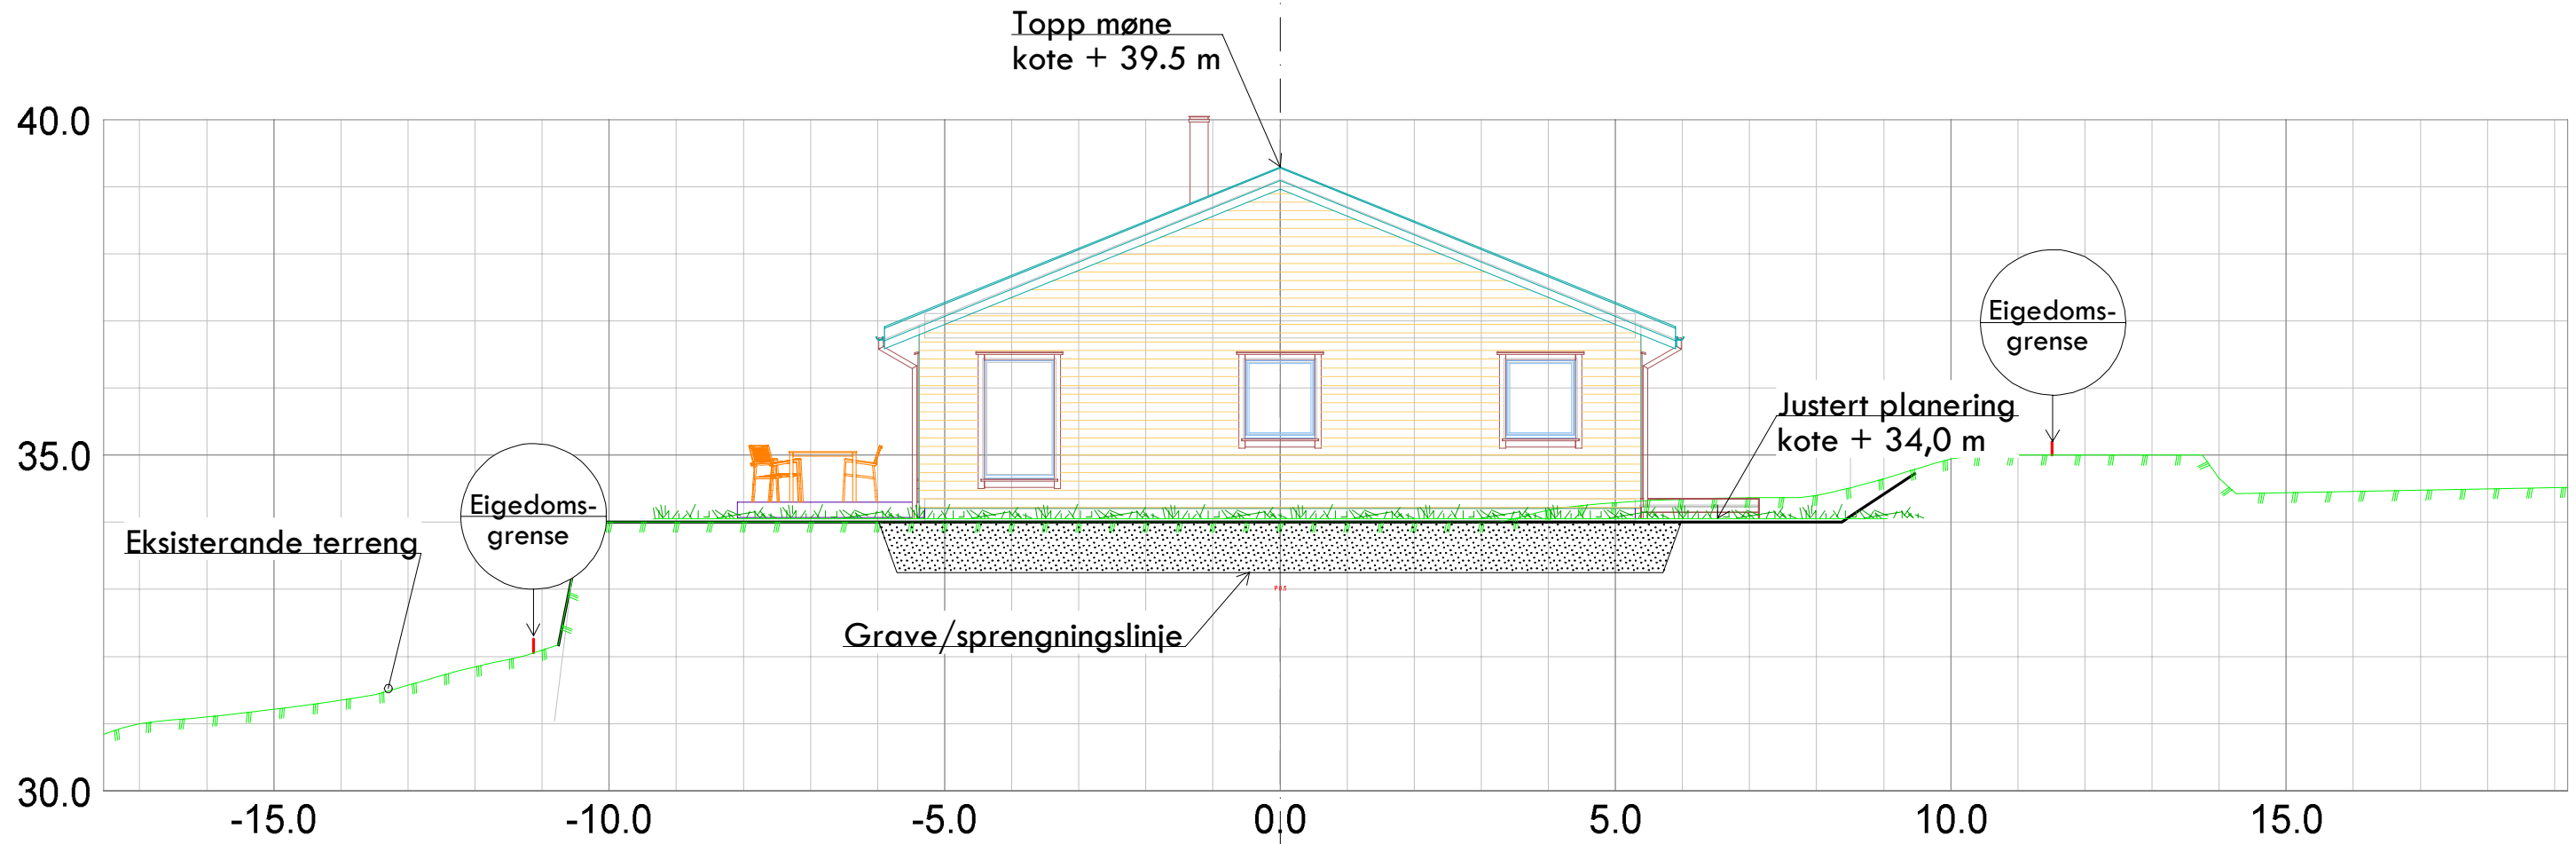 Topp møne
kote + 39.5 m
40.0
Eigedoms-
grense
Justert planering
kote + 34,0 m
35.0
Eigedoms-
grense
Eksisterande terreng
Grave/sprengningslinje
30.0
-15.0
-10.0
-5.0
0.0
5.0
10.0
15.0